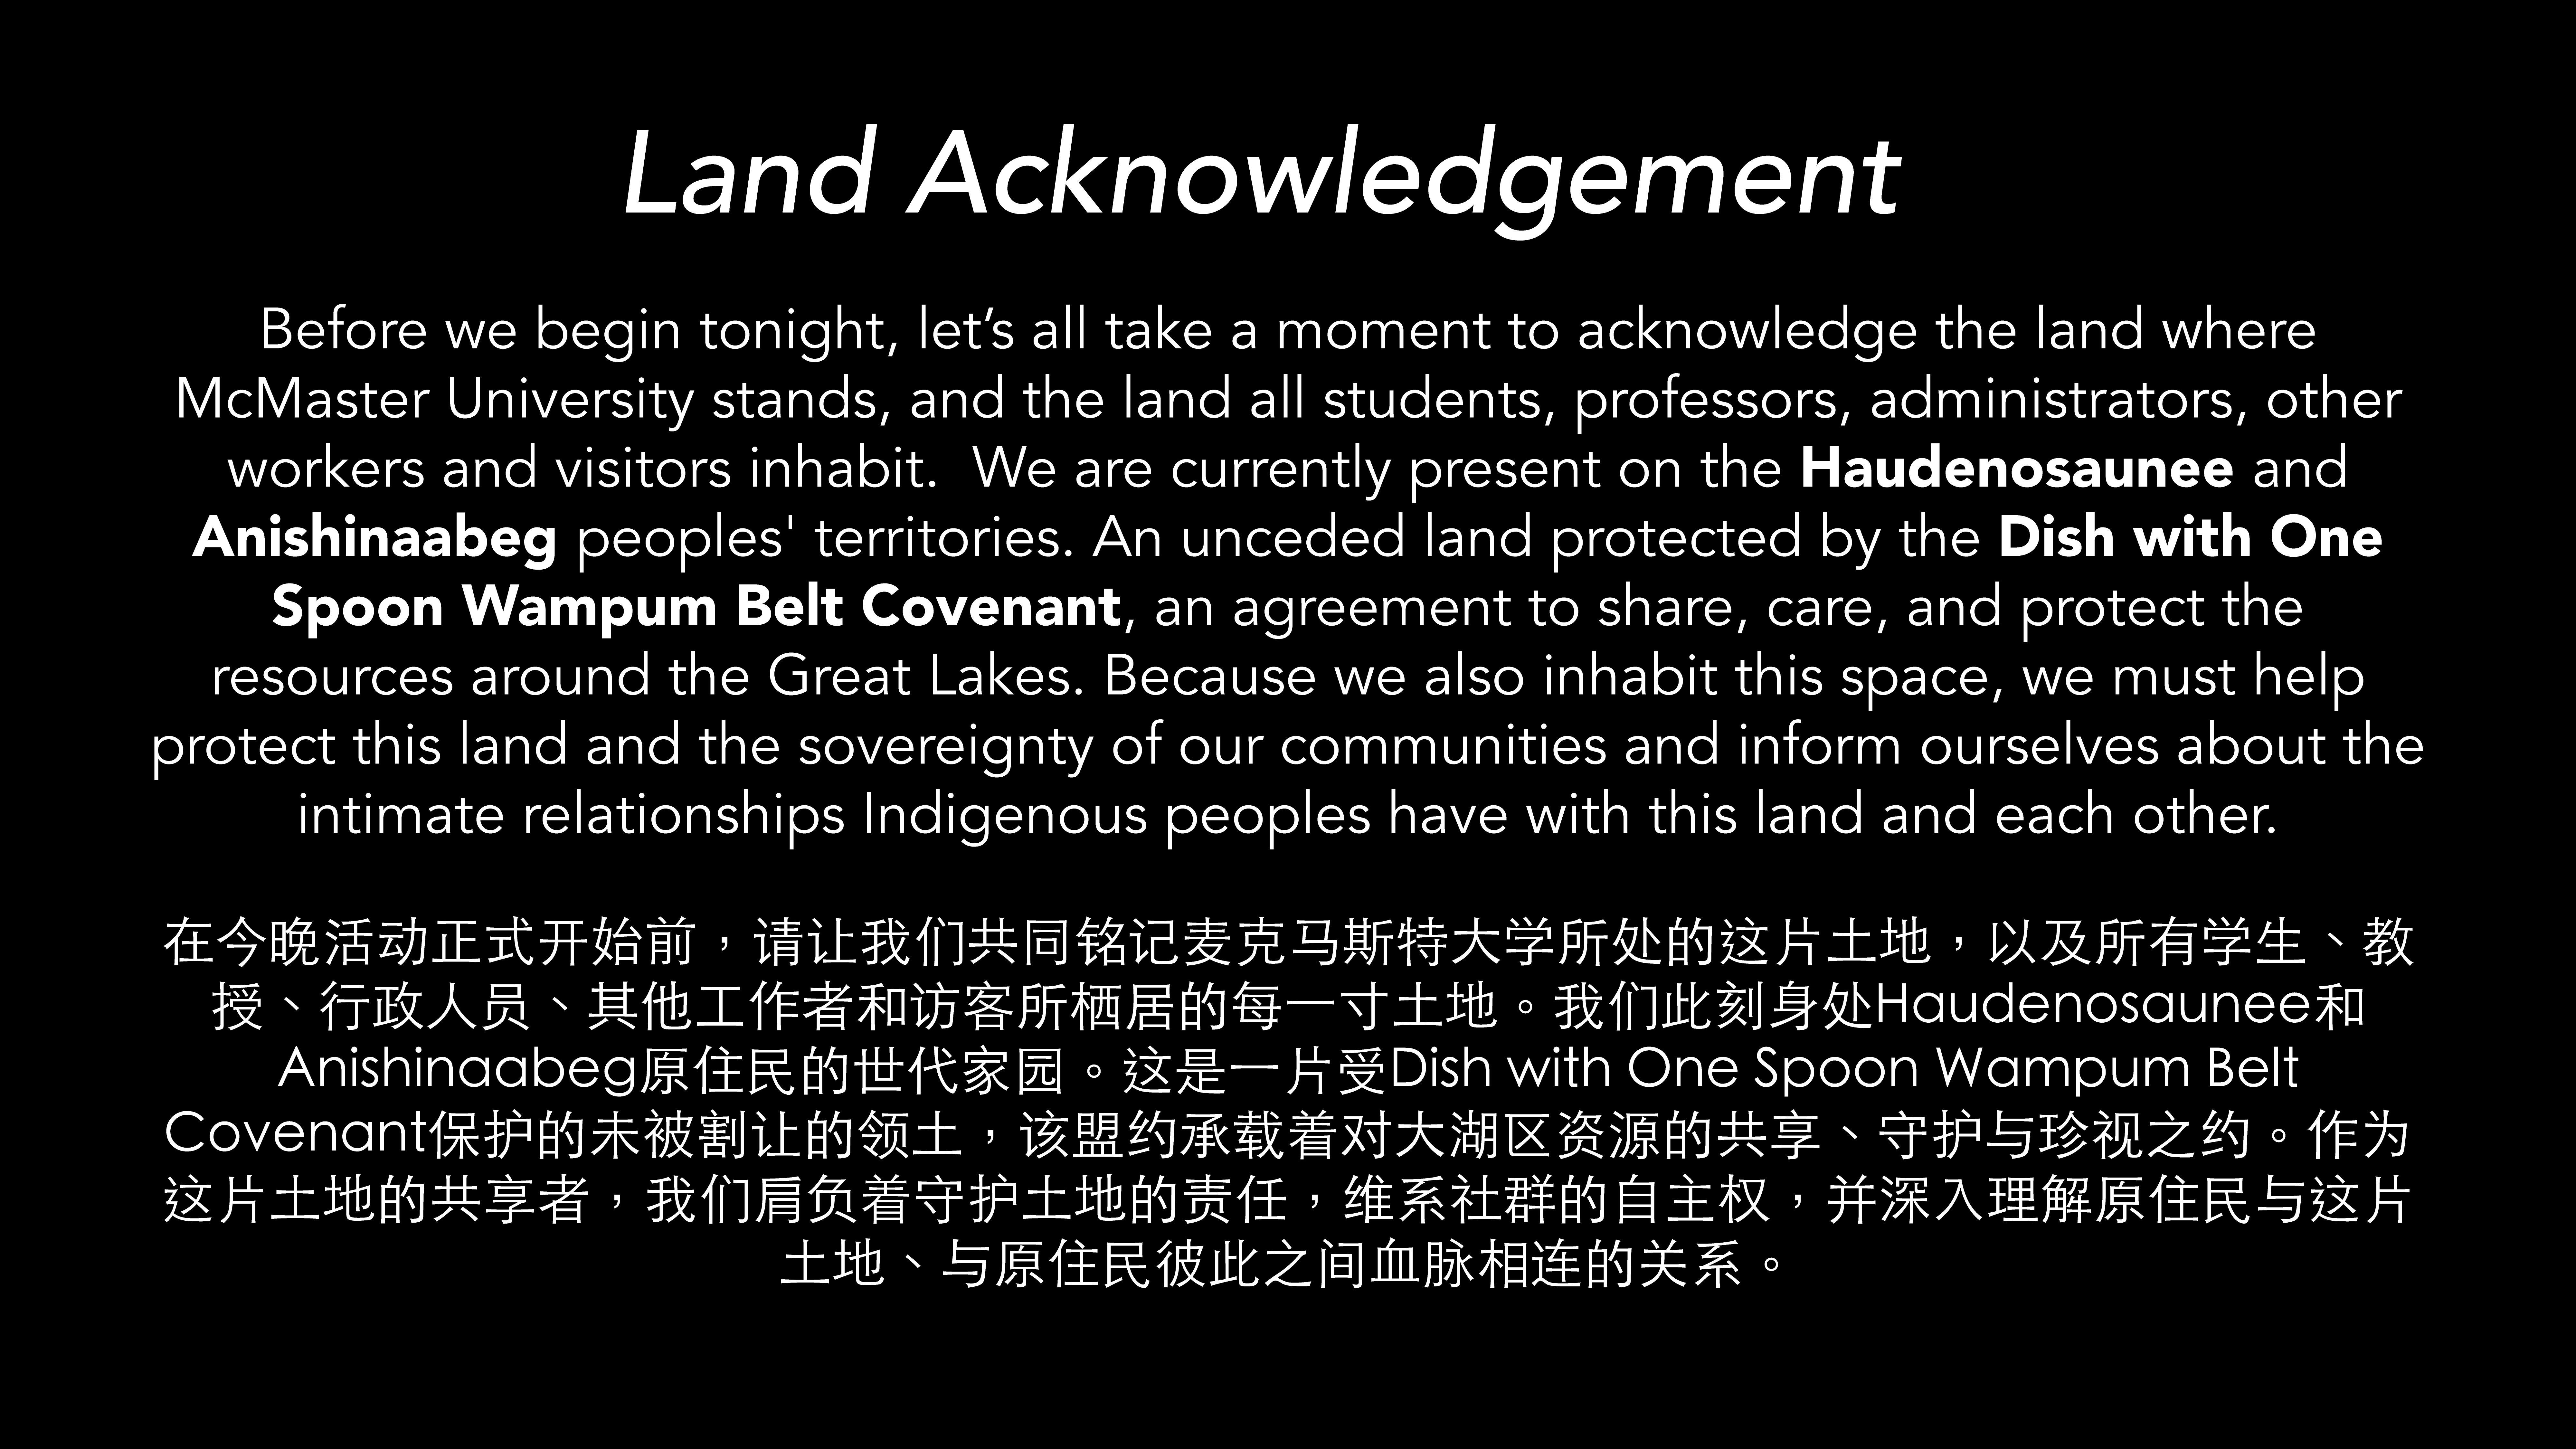 Land Acknowledgement
Before we begin tonight, let’s all take a moment to acknowledge the land where
McMaster University stands, and the land all students, professors, administrators, other
workers and visitors inhabit.  We are currently present on the Haudenosaunee and
Anishinaabeg peoples' territories. An unceded land protected by the Dish with One
Spoon Wampum Belt Covenant, an agreement to share, care, and protect the
resources around the Great Lakes. Because we also inhabit this space, we must help
protect this land and the sovereignty of our communities and inform ourselves about the
intimate relationships Indigenous peoples have with this land and each other.
在今晚活动正式开始前，请让我们共同铭记麦克马斯特大学所处的这片土地，以及所有学生、教
授、行政人员、其他工作者和访客所栖居的每一寸土地。我们此刻身处Haudenosaunee和
Anishinaabeg原住民的世代家园。这是一片受Dish with One Spoon Wampum Belt
Covenant保护的未被割让的领土，该盟约承载着对大湖区资源的共享、守护与珍视之约。作为
这片土地的共享者，我们肩负着守护土地的责任，维系社群的自主权，并深入理解原住民与这片
土地、与原住民彼此之间血脉相连的关系。